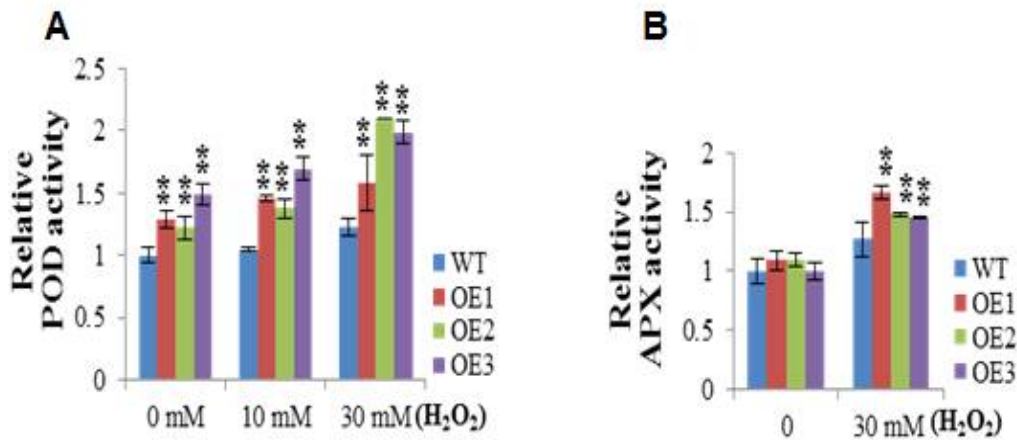 A
Relative
POD activity
2.5
2
1.5
1
0.5
0
** ** ** ** ** ** ** ** **
0 mM 10 mM 30 mM (H₂O₂)
WT
OE1
OE2
OE3
B
Relative
APX activity
2
1.5
1
0.5
0
** ** **
0 30 mM (H₂O₂)
WT
OE1
OE2
OE3